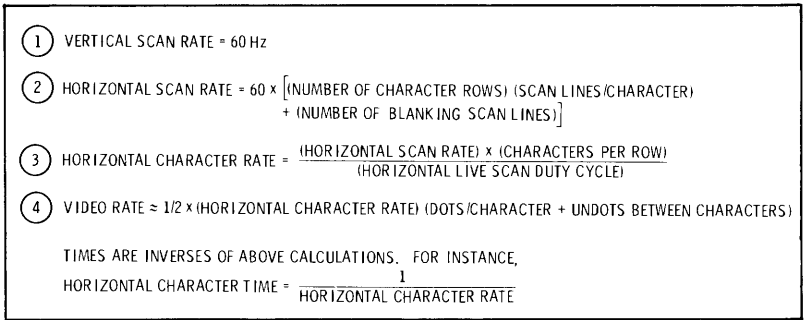 1 VERTICAL SCAN RATE = 60 Hz
2 HORIZONTAL SCAN RATE = 60 × [(NUMBER OF CHARACTER ROWS) (SCAN LINES/CHARACTER)
+ (NUMBER OF BLANKING SCAN LINES)]
3 HORIZONTAL CHARACTER RATE = (HORIZONTAL SCAN RATE) × (CHARACTERS PER ROW)
(HORIZONTAL LIVE SCAN DUTY CYCLE)
4 VIDEO RATE ≈ 1/2 × (HORIZONTAL CHARACTER RATE) (DOTS/CHARACTER + UNDOTS BETWEEN CHARACTERS)
TIMES ARE INVERSES OF ABOVE CALCULATIONS. FOR INSTANCE,
HORIZONTAL CHARACTER TIME = 1
HORIZONTAL CHARACTER RATE